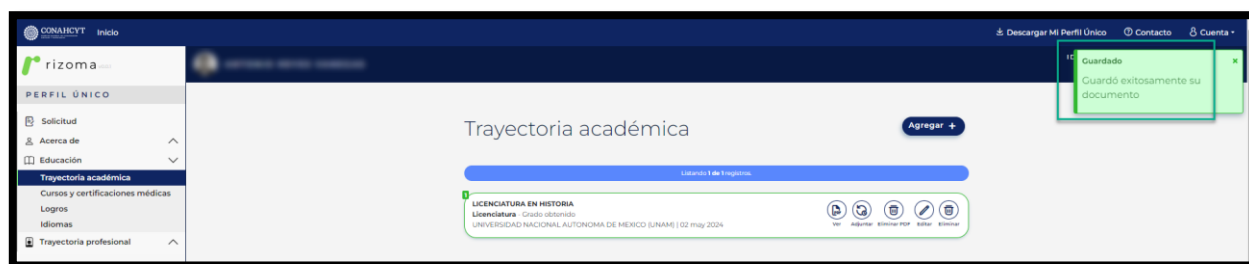 CONAHCYT Inicio
Descargar Mi Perfil Único Contacto Cuenta
rizoma
PERFIL ÚNICO
Solicitud
Acerca de
Educación
Trayectoria académica
Cursos y certificaciones médicas
Logros
Idiomas
Trayectoria profesional
ID
Guardado x
Guardó exitosamente su
documento
Trayectoria académica
Agregar +
Listando 1 de 1 registros.
1
LICENCIATURA EN HISTORIA
Licenciatura - Grado obtenido
UNIVERSIDAD NACIONAL AUTONOMA DE MEXICO (UNAM) | 02 may 2024
Ver Adjuntar Eliminar PDF Editar Eliminar